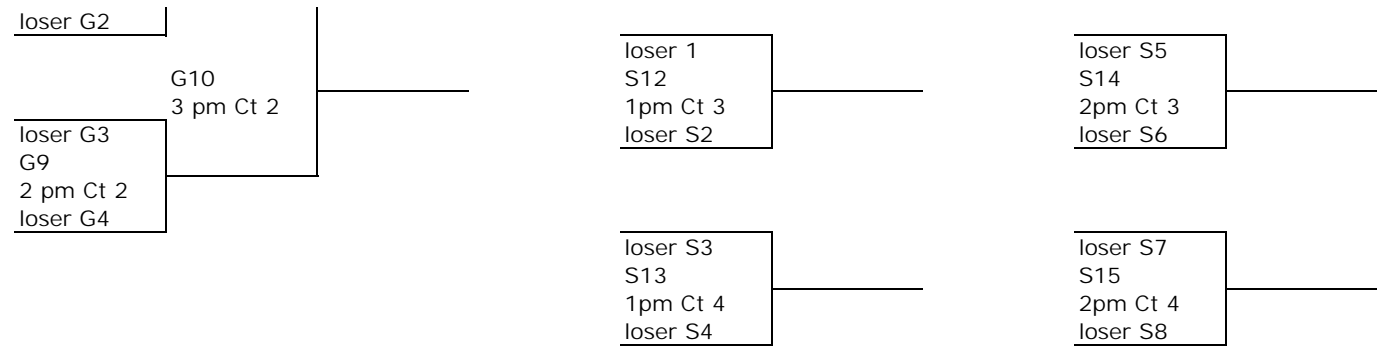 loser G2
G10
3 pm Ct 2
loser G3
G9
2 pm Ct 2
loser G4
loser 1
S12
1pm Ct 3
loser S2
loser S3
S13
1pm Ct 4
loser S4
loser S5
S14
2pm Ct 3
loser S6
loser S7
S15
2pm Ct 4
loser S8